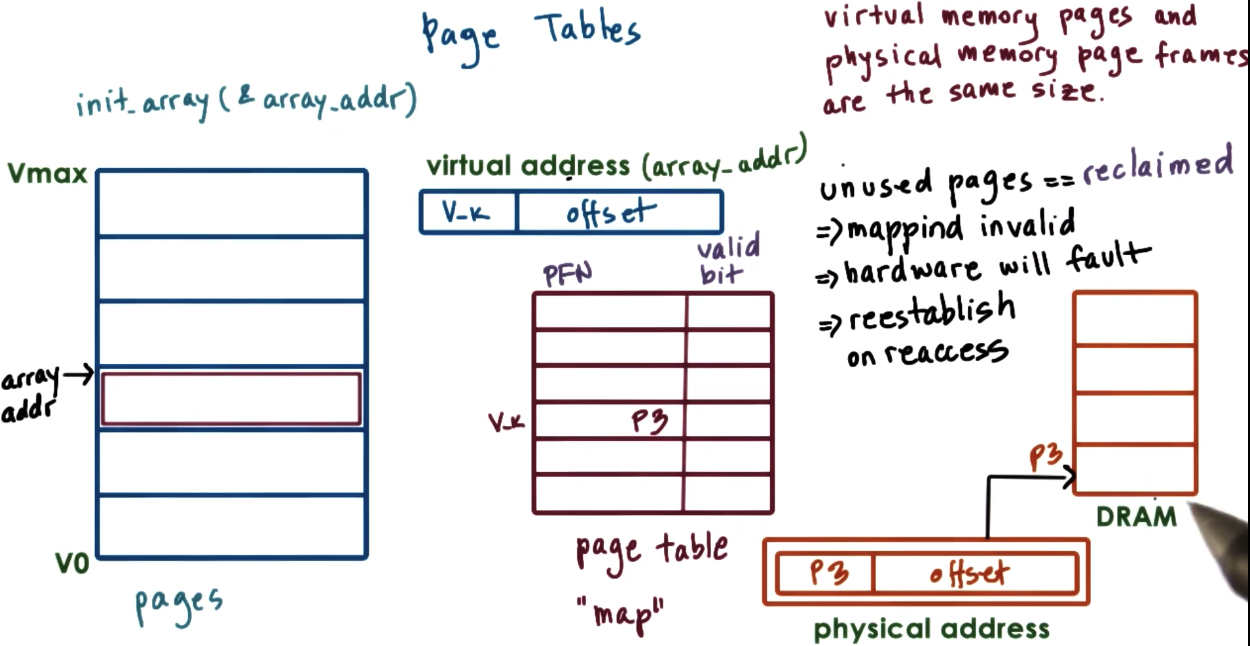 Page Tables
virtual memory pages and
physical memory page frames
are the same size.
init_array (& array_addr)
Vmax
array
addr
V0
pages
virtual address (array_addr)
V_k offset
PFN
valid
bit
V_k P3
page table
"map"
unused pages == reclaimed
=> mappind invalid
=> hardware will fault
=> reestablish
on reaccess
P3
DRAM
P3 offset
physical address